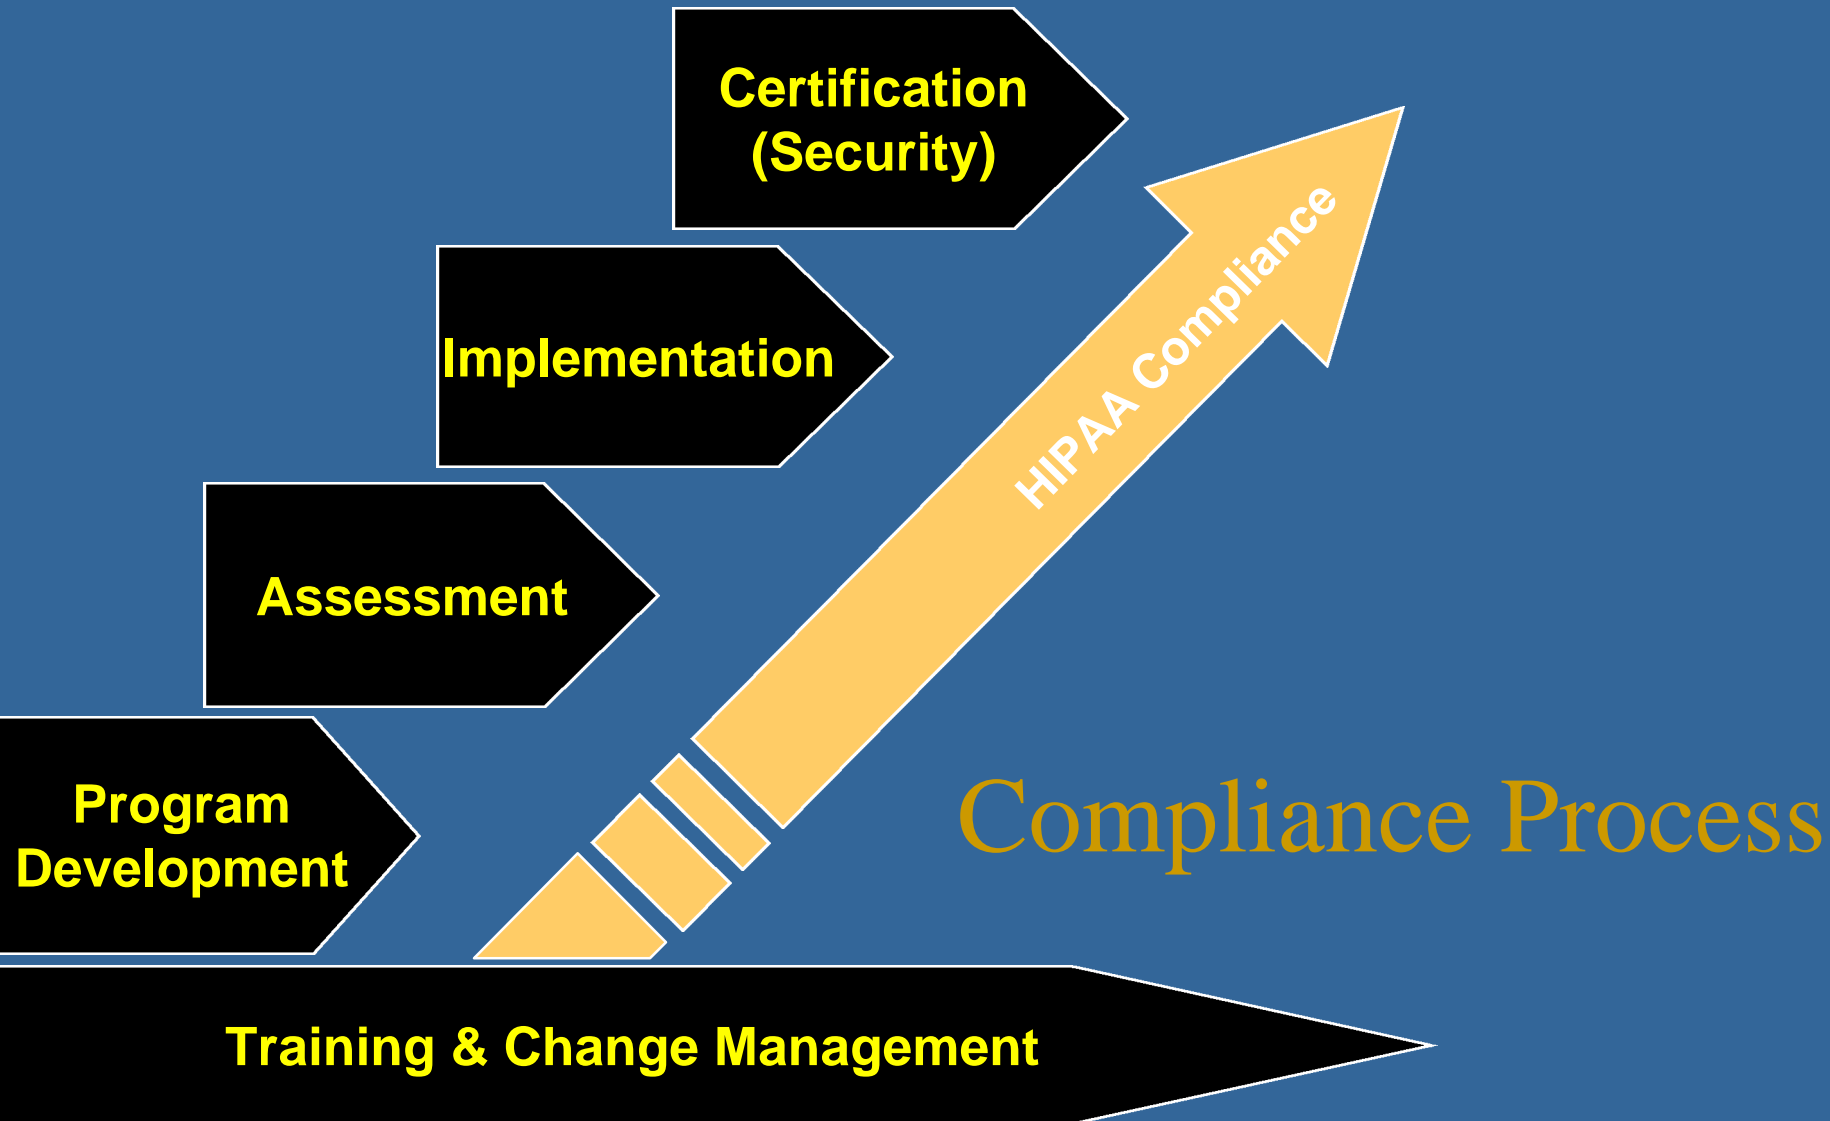 Certification
(Security)
HIPAA Compliance
Implementation
Assessment
Program
Development
Compliance Process
Training & Change Management